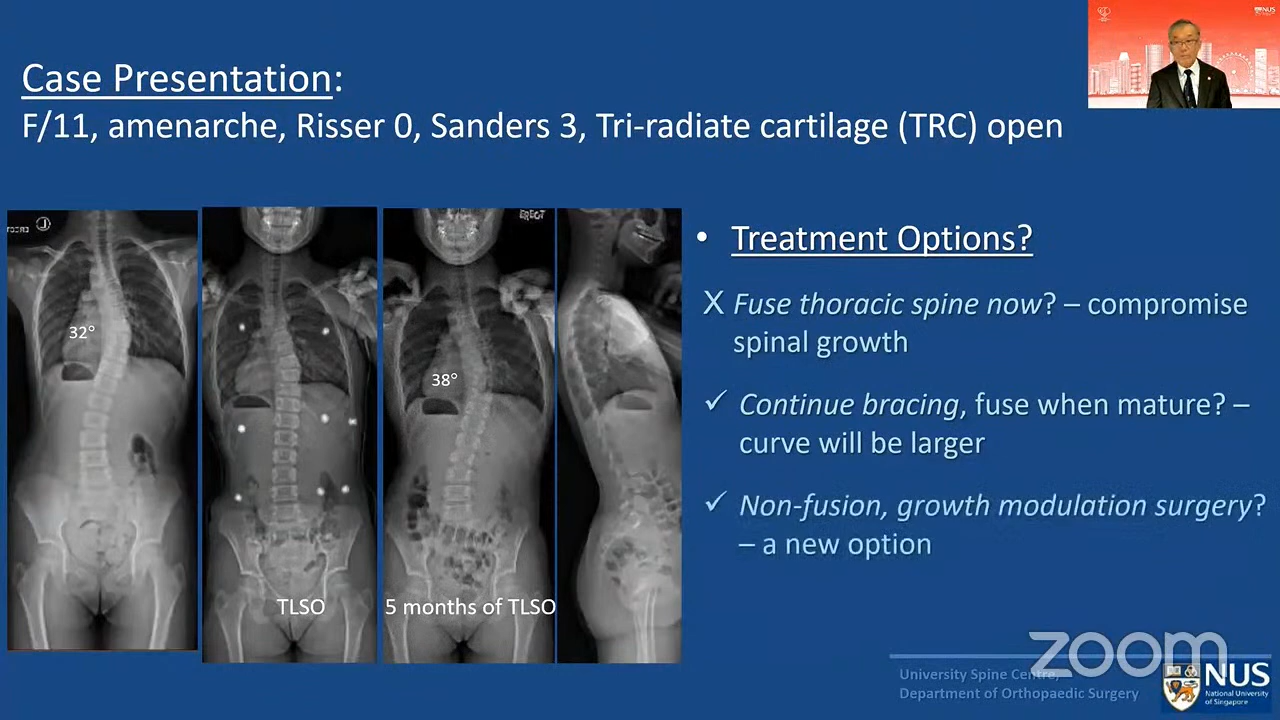 NUS
Case Presentation:
F/11, amenarche, Risser 0, Sanders 3, Tri-radiate cartilage (TRC) open
ERECT
• Treatment Options?
32°
X Fuse thoracic spine now? – compromise
spinal growth
38°
✓ Continue bracing, fuse when mature? –
curve will be larger
✓ Non-fusion, growth modulation surgery?
– a new option
TLSO
5 months of TLSO
zoom
University Spine Centre,
Department of Orthopaedic Surgery
NUS
National University
of Singapore